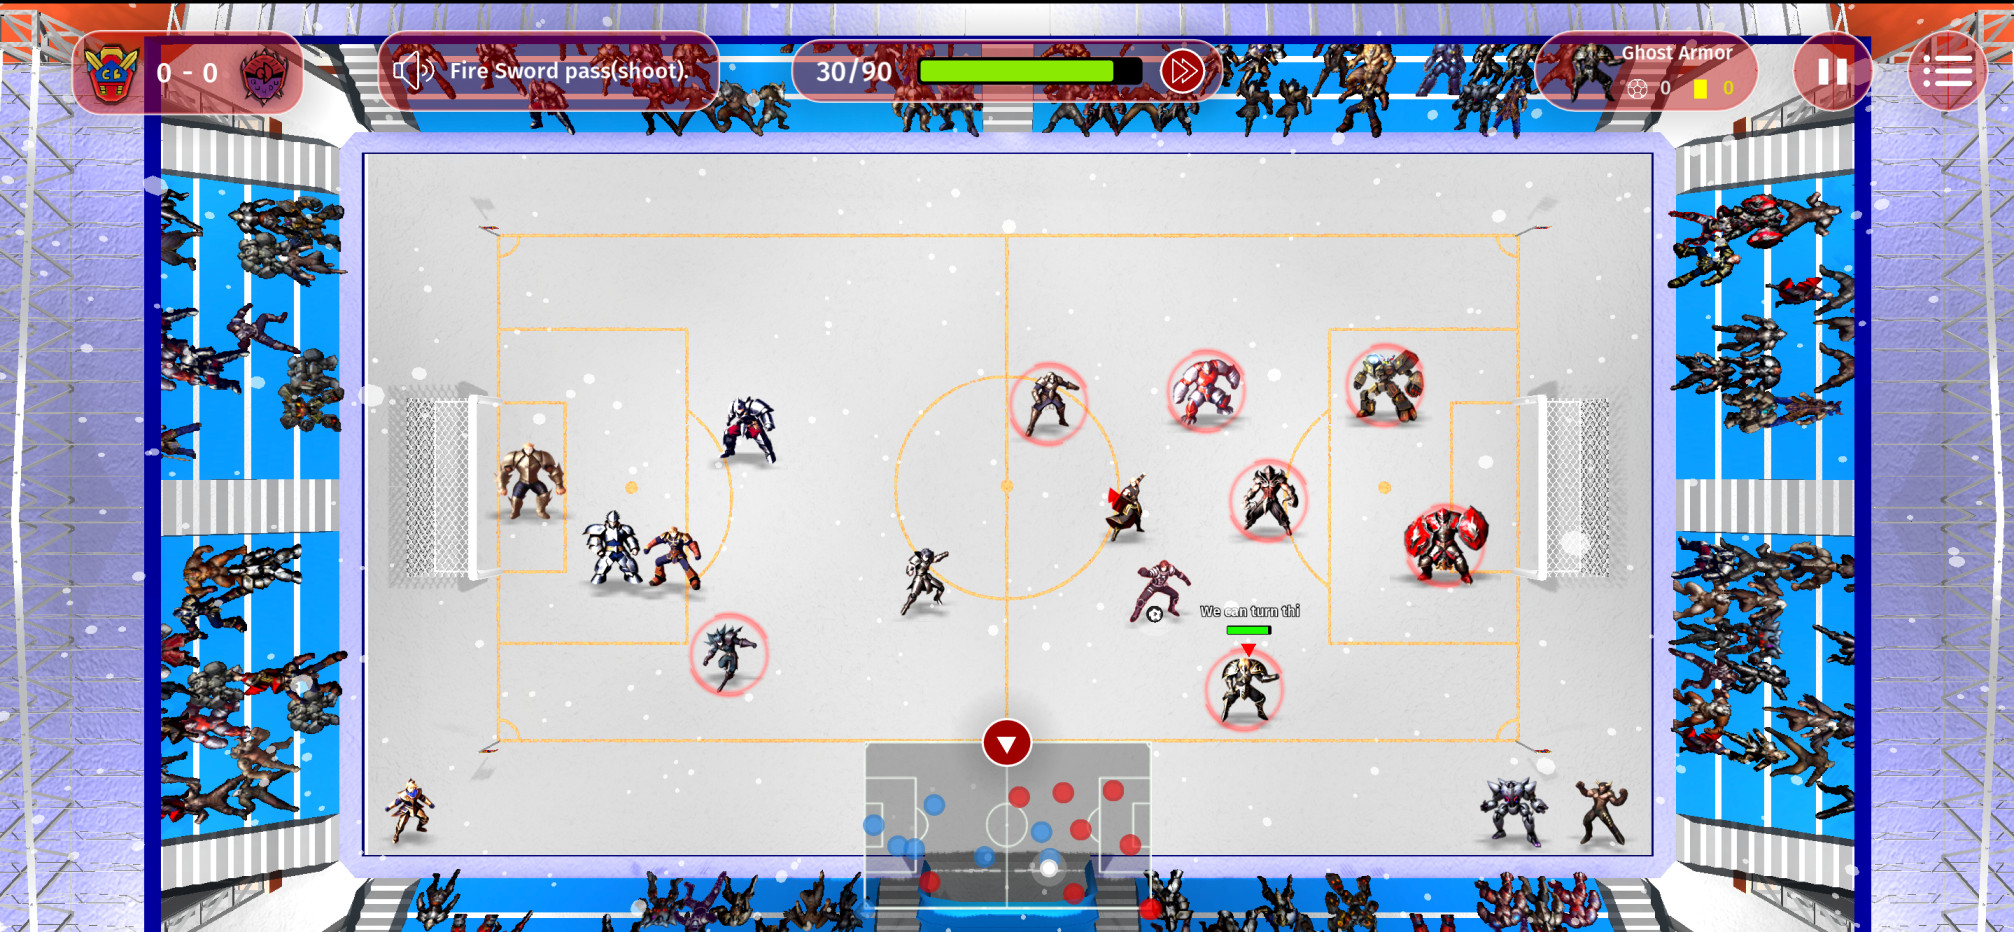 0 - 0
Fire Sword pass(shoot).
30/90
Ghost Armor
0
0
We can turn thi